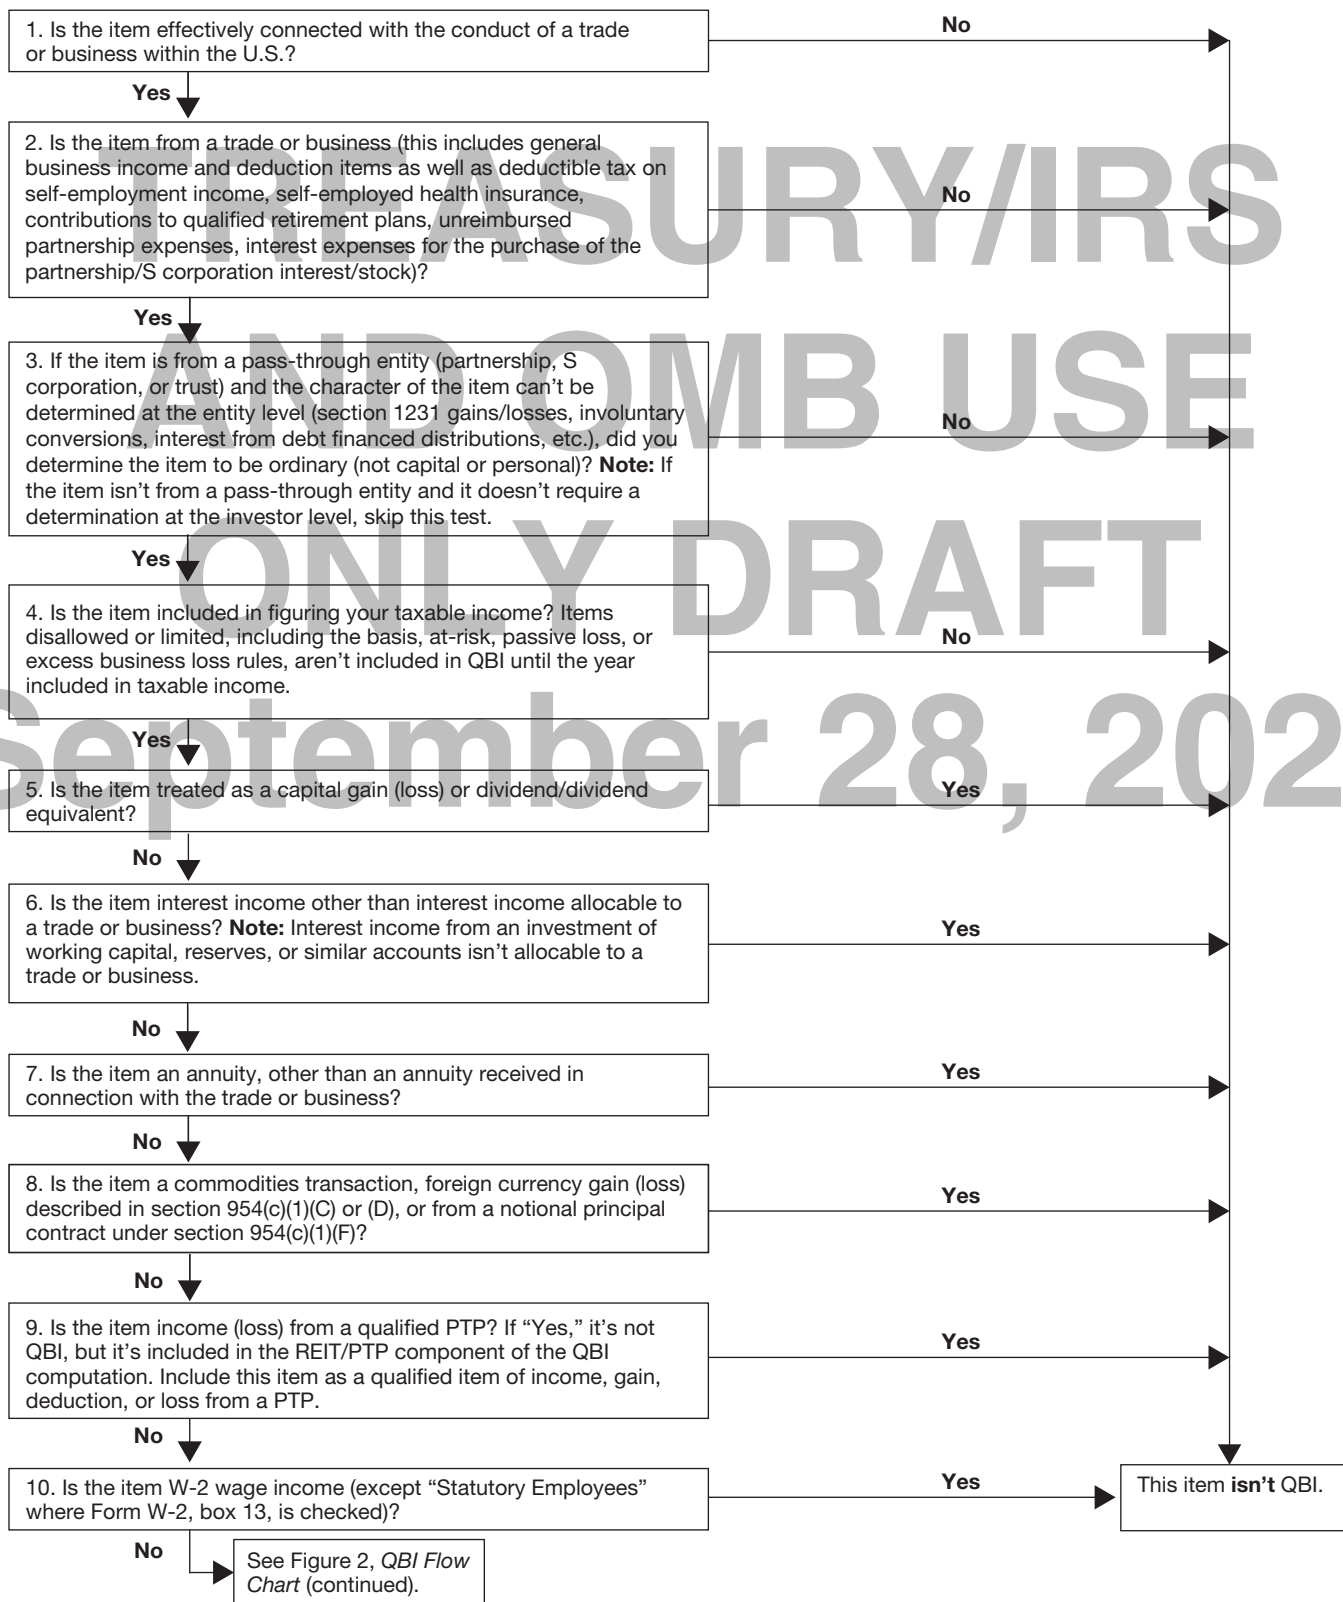 1. Is the item effectively connected with the conduct of a trade
or business within the U.S.?
No
Yes
2. Is the item from a trade or business (this includes general
business income and deduction items as well as deductible tax on
self-employment income, self-employed health insurance,
contributions to qualified retirement plans, unreimbursed
partnership expenses, interest expenses for the purchase of the
partnership/S corporation interest/stock)?
No
Yes
3. If the item is from a pass-through entity (partnership, S
corporation, or trust) and the character of the item can't be
determined at the entity level (section 1231 gains/losses, involuntary
conversions, interest from debt financed distributions, etc.), did you
determine the item to be ordinary (not capital or personal)? Note: If
the item isn't from a pass-through entity and it doesn't require a
determination at the investor level, skip this test.
No
Yes
4. Is the item included in figuring your taxable income? Items
disallowed or limited, including the basis, at-risk, passive loss, or
excess business loss rules, aren't included in QBI until the year
included in taxable income.
No
Yes
5. Is the item treated as a capital gain (loss) or dividend/dividend
equivalent?
Yes
No
6. Is the item interest income other than interest income allocable to
a trade or business? Note: Interest income from an investment of
working capital, reserves, or similar accounts isn't allocable to a
trade or business.
Yes
No
7. Is the item an annuity, other than an annuity received in
connection with the trade or business?
Yes
No
8. Is the item a commodities transaction, foreign currency gain (loss)
described in section 954(c)(1)(C) or (D), or from a notional principal
contract under section 954(c)(1)(F)?
Yes
No
9. Is the item income (loss) from a qualified PTP? If "Yes," it's not
QBI, but it's included in the REIT/PTP component of the QBI
computation. Include this item as a qualified item of income, gain,
deduction, or loss from a PTP.
Yes
No
10. Is the item W-2 wage income (except "Statutory Employees"
where Form W-2, box 13, is checked)?
Yes
This item isn't QBI.
No
See Figure 2, QBI Flow
Chart (continued).
TREASURY/IRS
AND OMB USE
ONLY DRAFT
September 28, 202